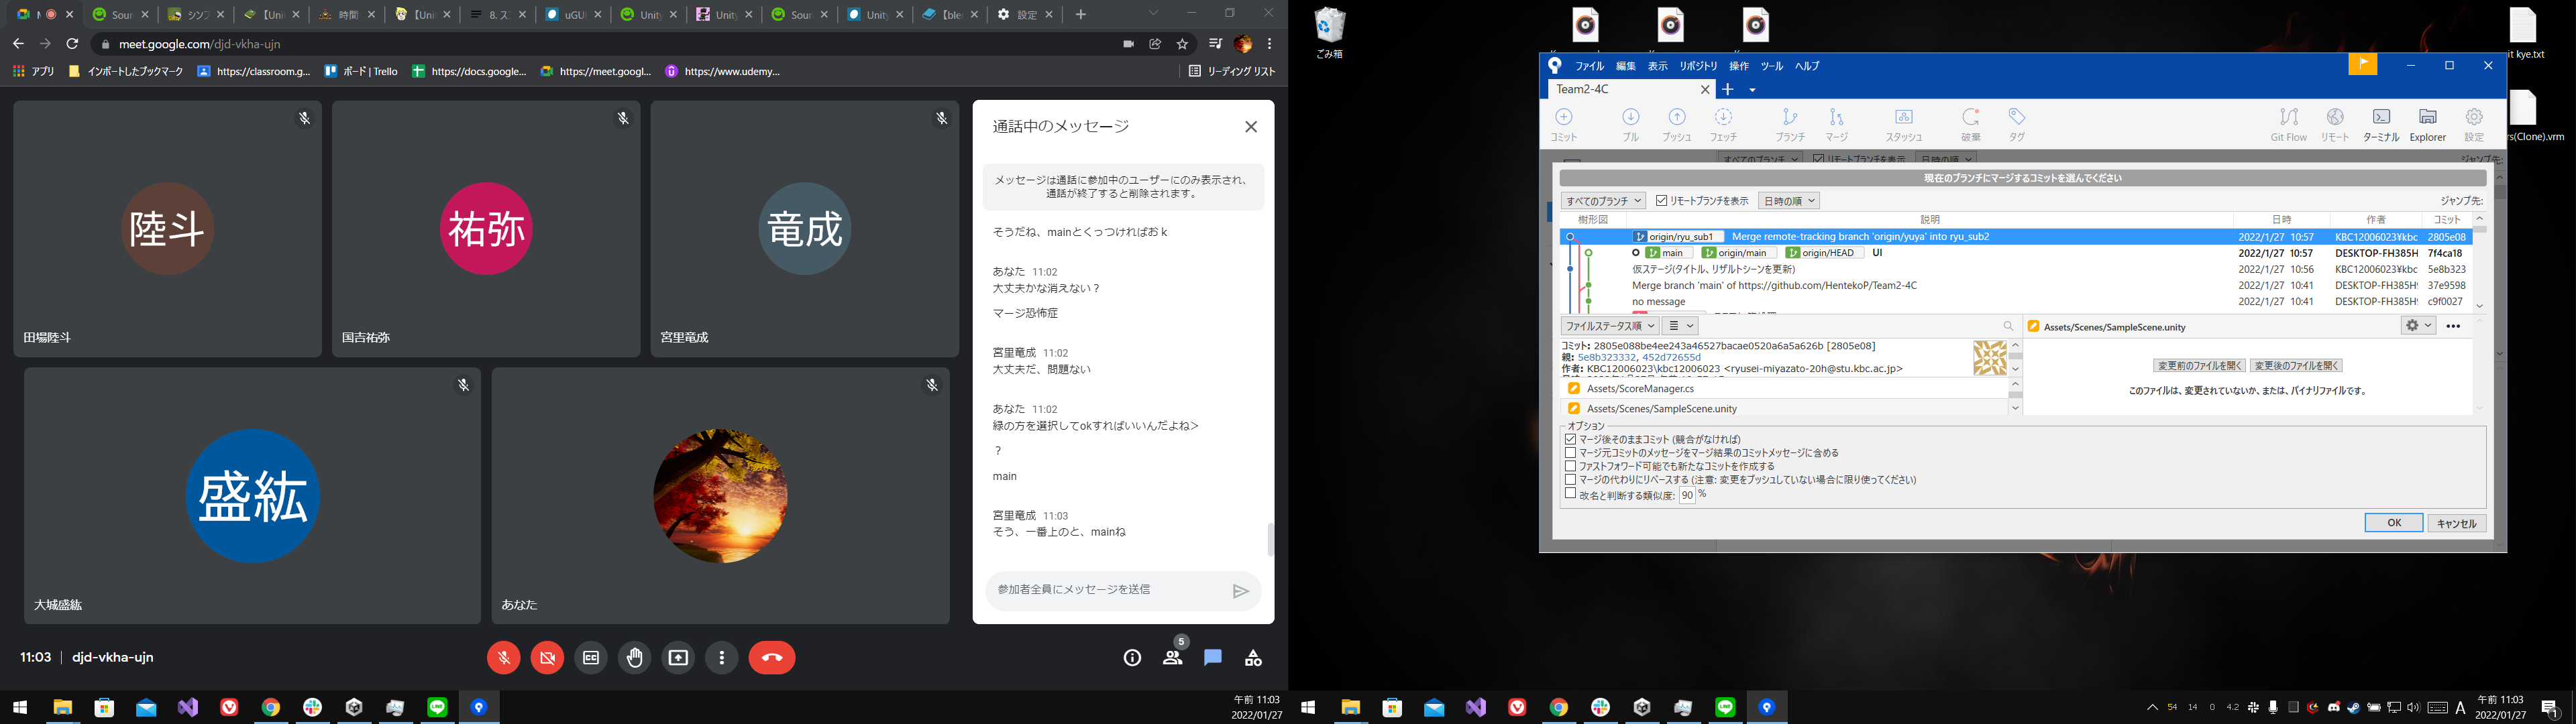 Soun
シンフ
【Unit
時間
【Unit
8. ス
uGUI
Unity
Unity
Soun
Unity
【blen
設定
meet.google.com/djd-vkha-ujn
アプリ
インポートしたブックマーク
https://classroom.g...
ボード | Trello
https://docs.google...
https://meet.googl...
https://www.udemy...
リーディング リスト
陸斗
田場陸斗
祐弥
国吉祐弥
竜成
宮里竜成
盛紘
大城盛紘
あなた
通話中のメッセージ
メッセージは通話に参加中のユーザーにのみ表示され、
通話が終了すると削除されます。
そうだね、mainとくっつければおｋ
あなた 11:02
大丈夫かな消えない？
マージ恐怖症
宮里竜成 11:02
大丈夫だ、問題ない
あなた 11:02
緑の方を選択してokすればいいんだよね>
？
main
宮里竜成 11:03
そう、一番上のと、mainね
参加者全員にメッセージを送信
11:03 | djd-vkha-ujn
5
午前 11:03
2022/01/27
ごみ箱
it kye.txt
rs(Clone).vrm
ファイル 編集 表示 リポジトリ 操作 ツール ヘルプ
Team2-4C
コミット プル プッシュ フェッチ ブランチ マージ スタッシュ 破棄 タグ Git Flow リモート ターミナル Explorer 設定
すべてのブランチ リモートブランチを表示 日時の順 ジャンプ先:
現在のブランチにマージするコミットを選んでください
すべてのブランチ リモートブランチを表示 日時の順 ジャンプ先:
樹形図 説明 日時 作者 コミット
origin/ryu_sub1 Merge remote-tracking branch 'origin/yuya' into ryu_sub2 2022/1/27 10:57 KBC12006023¥kbc 2805e08
main origin/main origin/HEAD UI 2022/1/27 10:57 DESKTOP-FH385H 7f4ca18
仮ステージ(タイトル、リザルトシーンを更新) 2022/1/27 10:56 KBC12006023¥kbc 5e8b323
Merge branch 'main' of https://github.com/HentekoP/Team2-4C 2022/1/27 10:41 DESKTOP-FH385H 37e9598
no message 2022/1/27 10:41 DESKTOP-FH385H c9f0027
ファイルステータス順
コミット: 2805e088be4ee243a46527bacae0520a6a5a626b [2805e08]
親: 5e8b323332, 452d72655d
作者: KBC12006023\kbc12006023 <ryusei-miyazato-20h@stu.kbc.ac.jp>
Assets/ScoreManager.cs
Assets/Scenes/SampleScene.unity
Assets/Scenes/SampleScene.unity
変更前のファイルを開く 変更後のファイルを開く
このファイルは、変更されていないか、または、バイナリファイルです。
オプション
マージ後そのままコミット (競合がなければ)
マージ元コミットのメッセージをマージ結果のコミットメッセージに含める
ファストフォワード可能でも新たなコミットを作成する
マージの代わりにリベースする (注意: 変更をプッシュしていない場合に限り使ってください)
改名と判断する類似度: 90 %
OK キャンセル
54 14 0 4.2
A
午前 11:03
2022/01/27
1